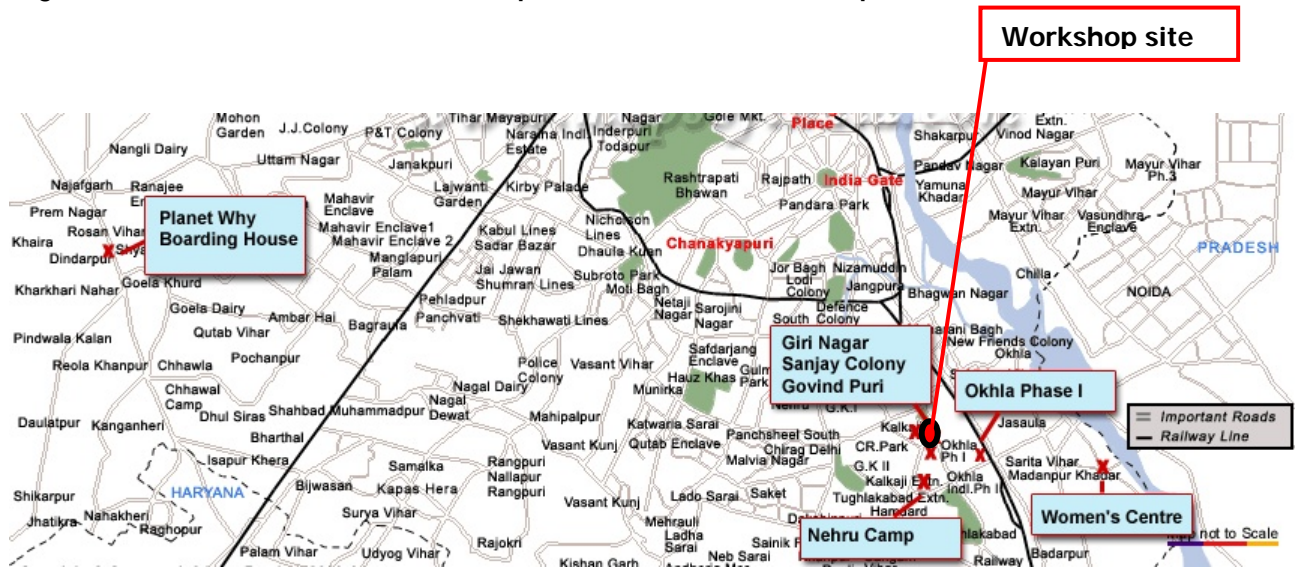 Workshop site
Mohon
Garden
J.J.Colony
P&T Colony
Tihar Mayapuri
Naraina Indl
Estate
Nagar
Inderpuri
Todapur
Gole Mkt.
Place
Shakarpur
Extn.
Vinod Nagar
Nangli Dairy
Uttam Nagar
Janakpuri
Pandav Nagar
Kalayan Puri
Mayur Vihar
Ph.3
Najafgarh
Ranajee
Lajwanti
Garden
Kirby Palace
Rashtrapati
Bhawan
Rajpath
India Gate
Yamuna
Khadar
Mayur Vihar
Prem Nagar
Mahavir
Enclave
Pandara Park
Planet Why
Boarding House
Nicholson
Lines
Mayur Vihar
Extn.
Vasundhra
Enclave
Rosan Vihar
Mahavir Enclave1
Mahavir Enclave 2
Kabul Lines
Sadar Bazar
Dhaula Kuan
Chanakyapuri
PRADESH
Khaira
Dindarpur
Manglapuri
Palam
Jai Jawan
Shumran Lines
Subroto Park
Moti Bagh
Jor Bagh
Nizamuddin
Lodi
Colony
Jangpura
Chilla
NOIDA
Kharkhari Nahar
Goela Khurd
Bhagwan Nagar
Goela Dairy
Ambar Hai
Pehladpur
Panchvati
Shekhawati Lines
Netaji
Nagar
Sarojini
Nagar
Defence
Colony
South
Qutab Vihar
New Friends Colony
Okhla
Pindwala Kalan
Giri Nagar
Sanjay Colony
Govind Puri
Safdarjang
Enclave
Reola Khanpur
Chhawla
Pochanpur
Police
Colony
Vasant Vihar
Munirka
Hauz Khas
Park
Okhla Phase I
Chhawal
Camp
Nagal Dairy
Nagal
Dewat
G.K.I
Important Roads
Railway Line
Daulatpur
Kanganheri
Dhul Siras
Shahbad Muhammadpur
Mahipalpur
Katwaria Sarai
Jasaula
Bharthal
Vasant Kunj
Qutab Enclave
Panchsheel South
Chirag Delhi
Malvia Nagar
CR.Park
Okhla
Ph I
Isapur Khera
Samalka
Rangpuri
Nallapur
Rangpuri
G.K II
Sarita Vihar
Madanpur Khadar
Shikarpur
HARYANA
Bijwasan
Kapas Hera
Vasant Kunj
Lado Sarai
Saket
Kalkaji Extn.
Tughlakabad Extn.
Hamdard
Okhla
Indl.Ph II
Jhatikra
Nahakheri
Raghopur
Surya Vihar
Mehrauli
Ladha
Sarai
Nehru Camp
Women's Centre
not to Scale
Palam Vihar
Udyog Vihar
Rajokri
Kishan Garh
Neb Sarai
Sainik
Railway
Badarpur